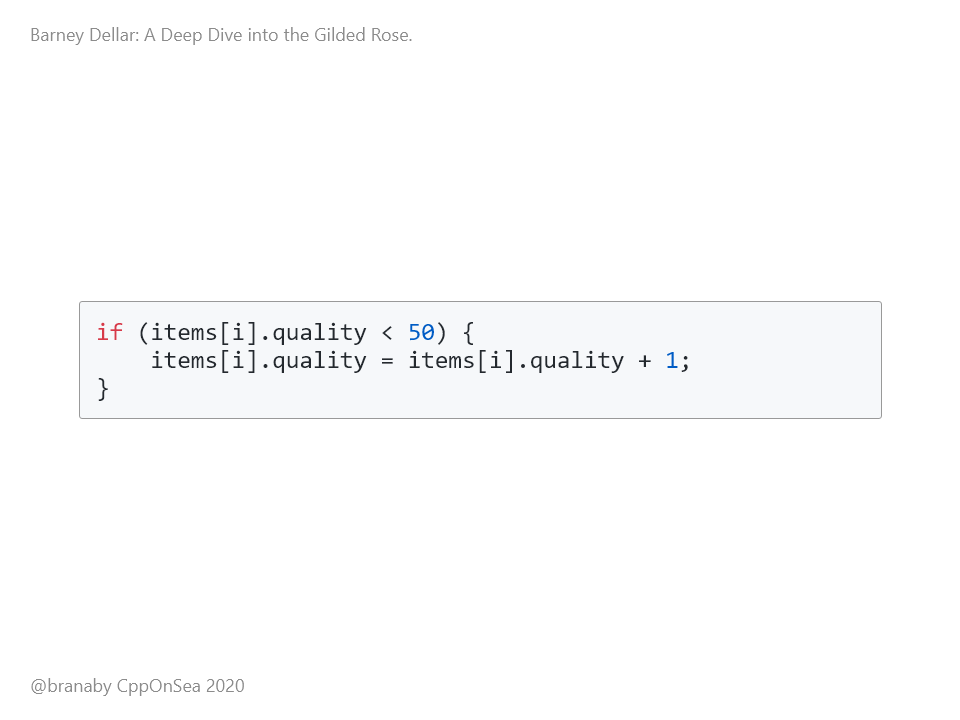 Barney Dellar: A Deep Dive into the Gilded Rose.
if (items[i].quality < 50) {
    items[i].quality = items[i].quality + 1;
}
@branaby CppOnSea 2020